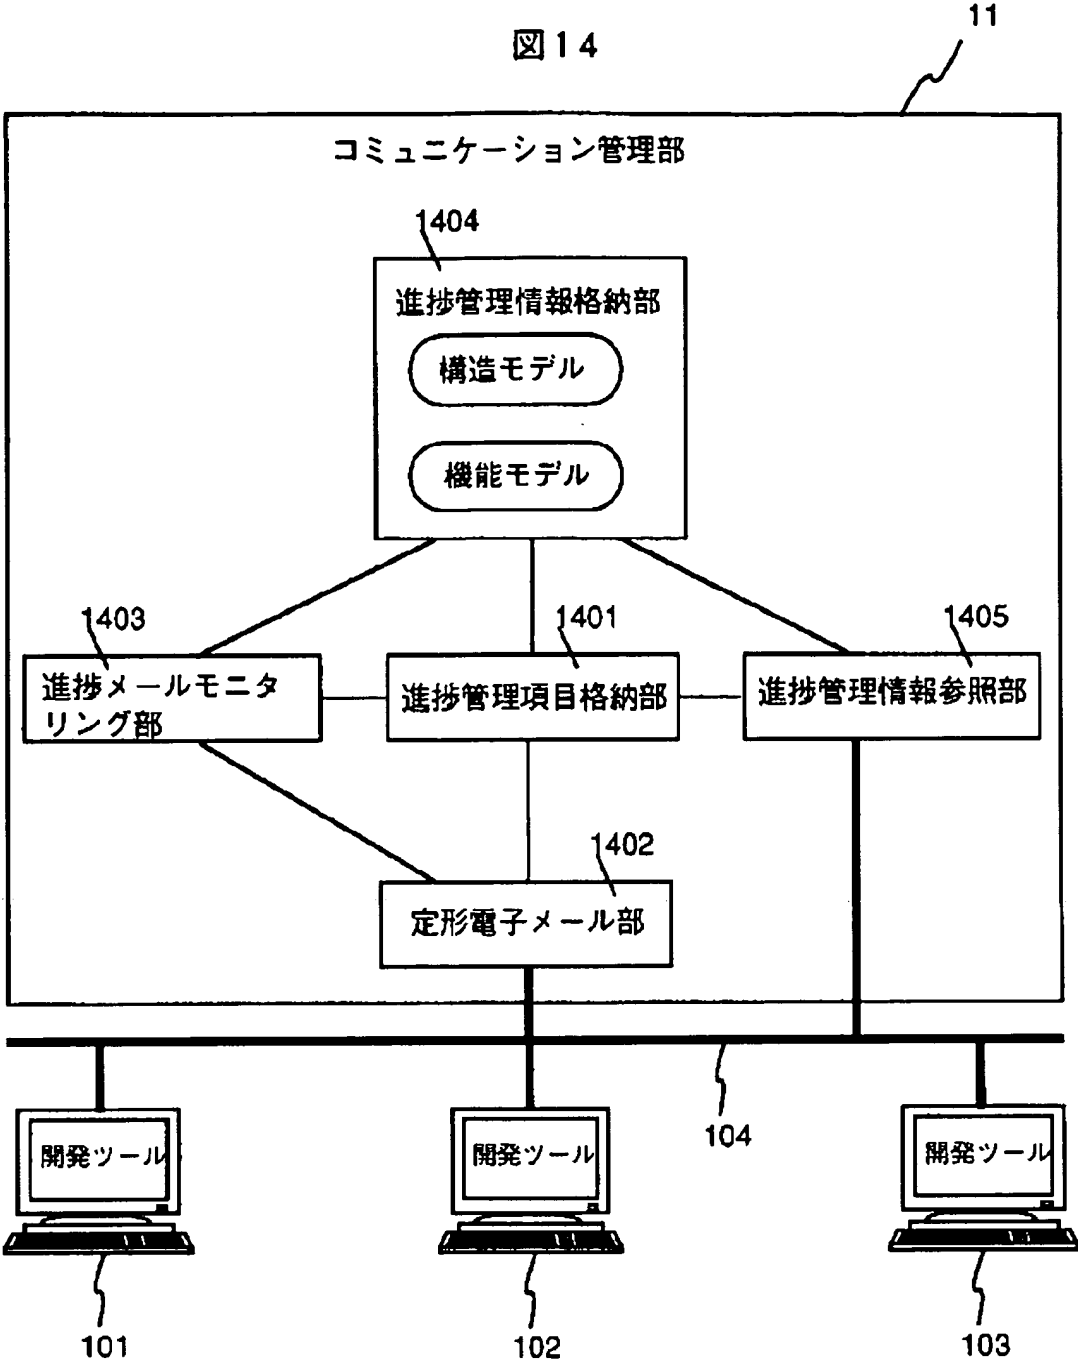 図14
11
コミュニケーション管理部
1404
進捗管理情報格納部
構造モデル
機能モデル
1403
1401
1405
進捗メールモニタ
リング部
進捗管理項目格納部
進捗管理情報参照部
1402
定形電子メール部
104
開発ツール
開発ツール
開発ツール
101
102
103